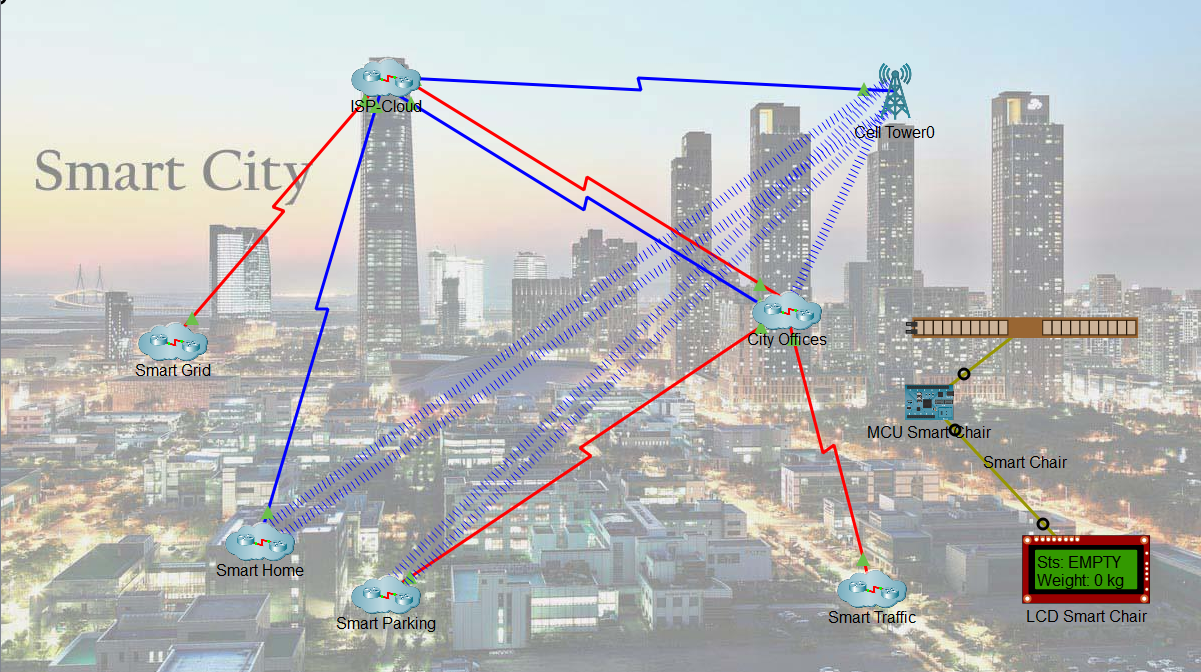 ISP-Cloud
Cell Tower0
Smart City
City Offices
Smart Grid
MCU Smart Chair
Smart Chair
Sts: EMPTY
Weight: 0 kg
Smart Home
LCD Smart Chair
Smart Parking
Smart Traffic